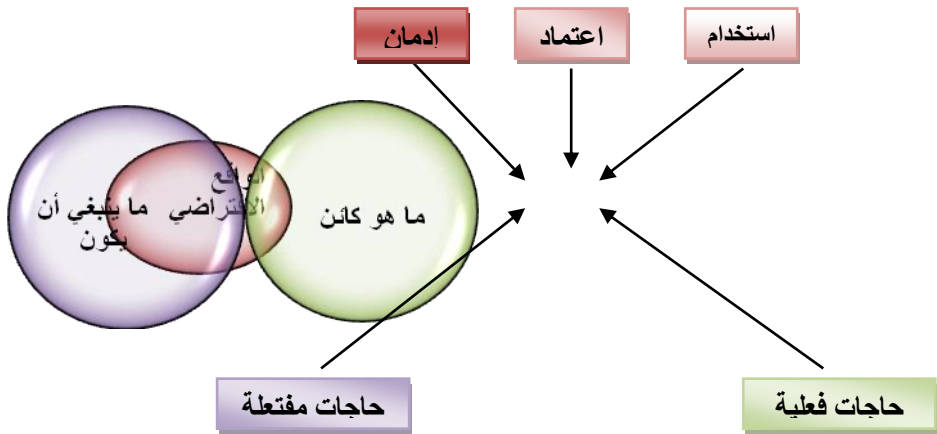 استخدام
اعتماد
إدمان
ما هو كائن
الواقع
الافتراضي
ما ينبغي أن
يكون
حاجات فعلية
حاجات مفتعلة